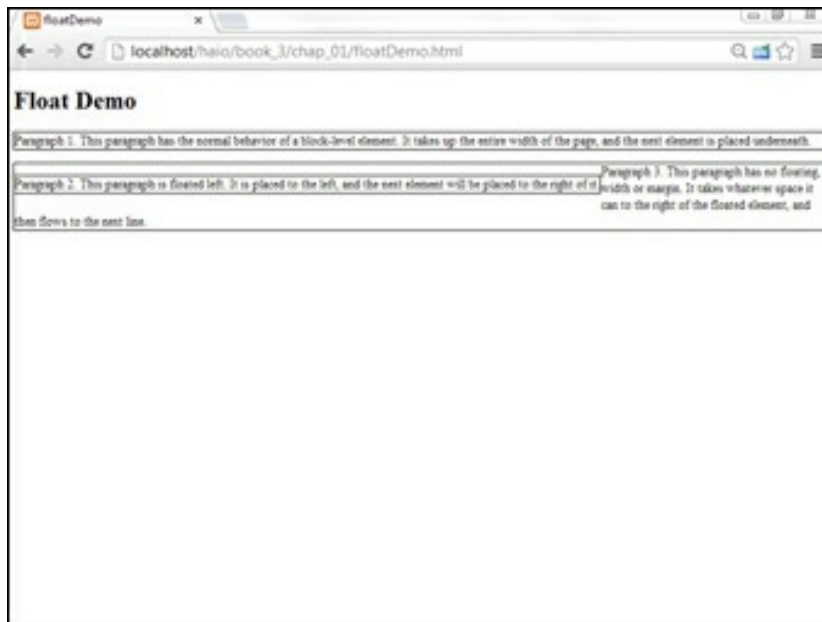 floatDemo
localhost/haio/book_3/chap_01/floatDemo.html
Float Demo
Paragraph 1. This paragraph has the normal behavior of a block-level element. It takes up the entire width of the page, and the next element is placed underneath.
Paragraph 2. This paragraph is floated left. It is placed to the left, and the next element will be placed to the right of it.
Paragraph 3. This paragraph has no floating,
width or margin. It takes whatever space it
can to the right of the floated element, and
then flows to the next line.